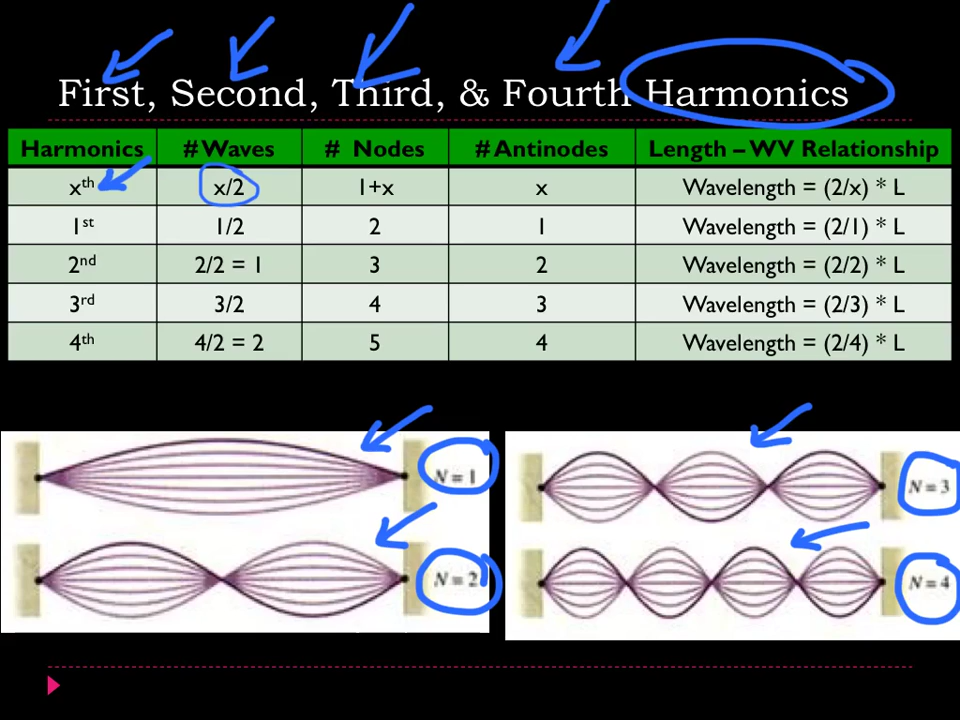 First, Second, Third, & Fourth Harmonics
Harmonics # Waves # Nodes # Antinodes Length – WV Relationship
xth x/2 1+x x Wavelength = (2/x) * L
1st 1/2 2 1 Wavelength = (2/1) * L
2nd 2/2 = 1 3 2 Wavelength = (2/2) * L
3rd 3/2 4 3 Wavelength = (2/3) * L
4th 4/2 = 2 5 4 Wavelength = (2/4) * L
N = 1
N = 2
N = 3
N = 4